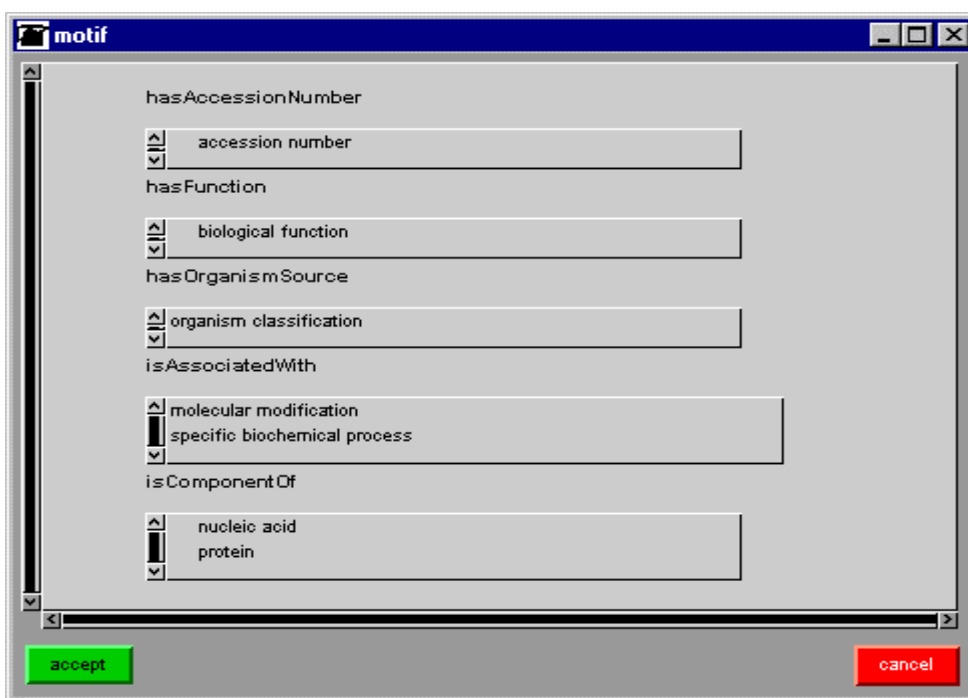 motif
hasAccessionNumber
accession number
hasFunction
biological function
hasOrganismSource
organism classification
isAssociatedWith
molecular modification
specific biochemical process
isComponentOf
nucleic acid
protein
accept
cancel